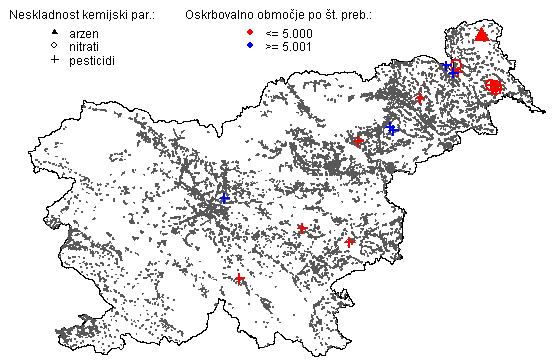 Neskladnost kemijski par.:
arzen
nitrati
pesticidi
Oskrbovalno območje po št. preb.:
<= 5.000
>= 5.001